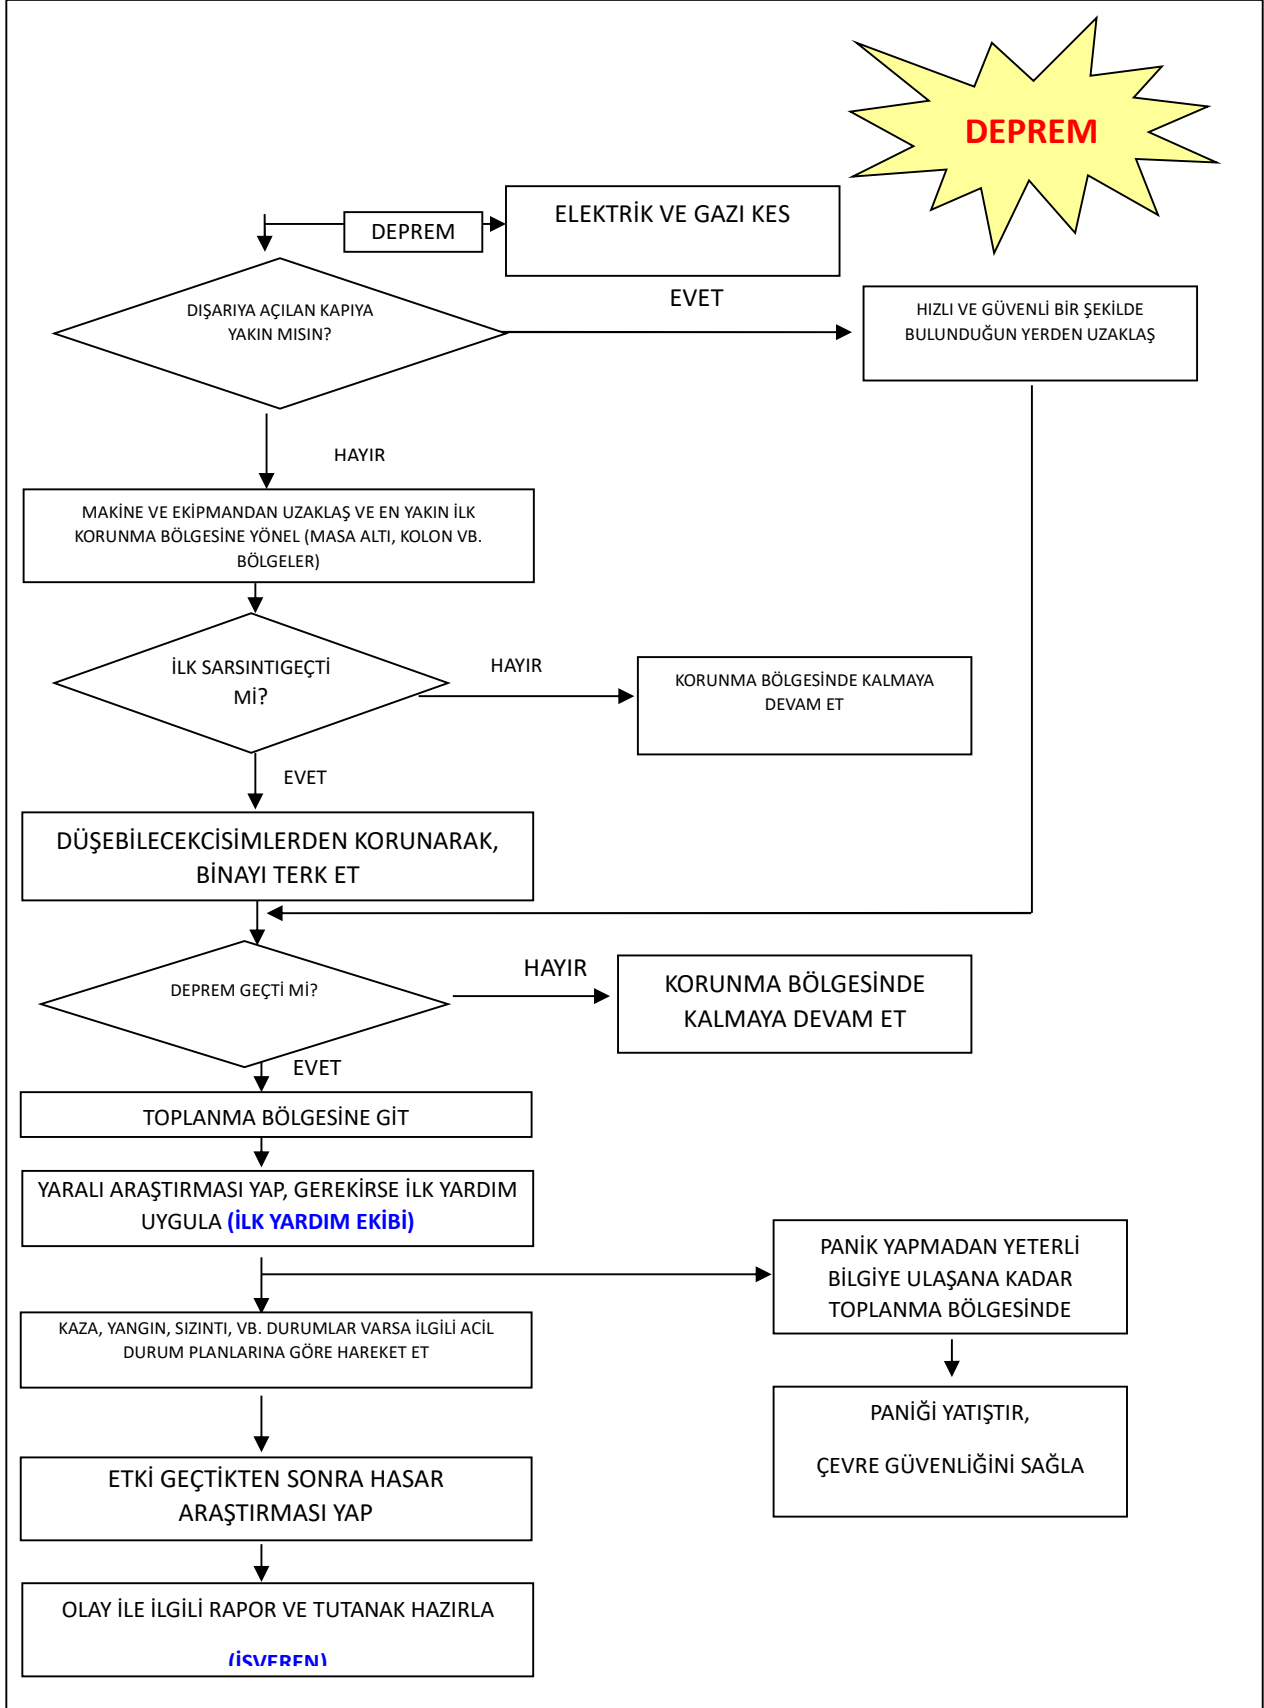 DEPREM
ELEKTRİK VE GAZI KES
DEPREM
EVET
DIŞARIYA AÇILAN KAPIYA
YAKIN MISIN?
HIZLI VE GÜVENLİ BİR ŞEKİLDE
BULUNDUĞUN YERDEN UZAKLAŞ
HAYIR
MAKİNE VE EKİPMANDAN UZAKLAŞ VE EN YAKIN İLK
KORUNMA BÖLGESİNE YÖNEL (MASA ALTI, KOLON VB.
BÖLGELER)
İLK SARSINTIGEÇTİ
Mİ?
HAYIR
KORUNMA BÖLGESİNDE KALMAYA
DEVAM ET
EVET
DÜŞEBİLECEKCİSİMLERDEN KORUNARAK,
BİNAYI TERK ET
DEPREM GEÇTİ Mİ?
HAYIR
KORUNMA BÖLGESİNDE
KALMAYA DEVAM ET
EVET
TOPLANMA BÖLGESİNE GİT
YARALI ARAŞTIRMASI YAP, GEREKİRSE İLK YARDIM
UYGULA (İLK YARDIM EKİBİ)
PANİK YAPMADAN YETERLİ
BİLGİYE ULAŞANA KADAR
TOPLANMA BÖLGESİNDE
KAZA, YANGIN, SIZINTI, VB. DURUMLAR VARSA İLGİLİ ACİL
DURUM PLANLARINA GÖRE HAREKET ET
PANİĞİ YATIŞTIR,
ÇEVRE GÜVENLİĞİNİ SAĞLA
ETKİ GEÇTİKTEN SONRA HASAR
ARAŞTIRMASI YAP
OLAY İLE İLGİLİ RAPOR VE TUTANAK HAZIRLA
(İŞVEREN)